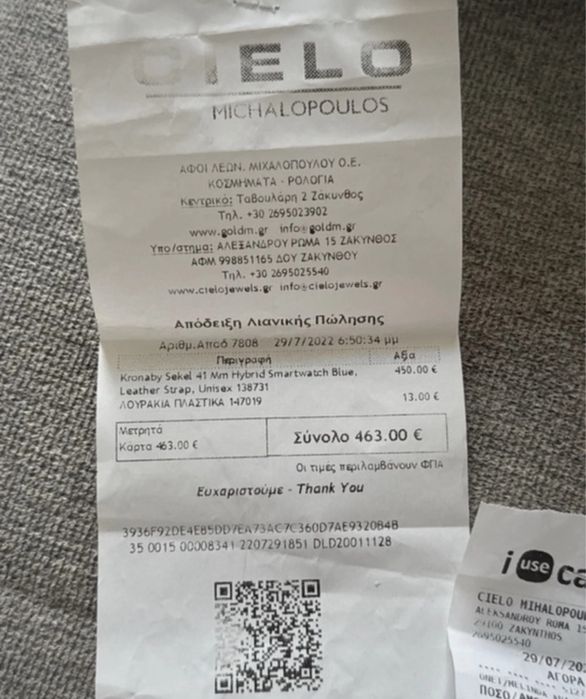 CIELO
MICHALOPOULOS
ΑΦΟΙ ΛΕΩΝ. ΜΙΧΑΛΟΠΟΥΛΟΥ Ο.Ε.
ΚΟΣΜΗΜΑΤΑ - ΡΟΛΟΓΙΑ
Κεντρικό: Ταβουλάρη 2 Ζάκυνθος
Τηλ. +30 2695023902
www.goldm.gr info@goldm.gr
Υπο/στημα: ΑΛΕΞΑΝΔΡΟΥ ΡΩΜΑ 15 ΖΑΚΥΝΘΟΣ
ΑΦΜ 998851165 ΔΟΥ ΖΑΚΥΝΘΟΥ
Τηλ. +30 2695025540
www.cielojewels.gr info@cielojewels.gr
Απόδειξη Λιανικής Πώλησης
Αριθμ.Αποδ 7808 29/7/2022 6:50:34 μμ
Περιγραφή Αξία
Kronaby Sekel 41 Mm Hybrid Smartwatch Blue, 450.00 €
Leather Strap, Unisex 138731
ΛΟΥΡΑΚΙΑ ΠΛΑΣΤΙΚΑ 147019 13.00 €
Μετρητά
Κάρτα 463.00 €
Σύνολο 463.00 €
Οι τιμές περιλαμβάνουν ΦΠΑ
Ευχαριστούμε - Thank You
3936F92DE4E85DD7EA73AC7C360D7AE9320B4B
35 0015 00008341 2207291851 DLD20011128
i use ca
CIELO MIHALOPOU
ALEKSANDROY ROMA 15
29100 ZAKYNTHOS
2695025540
29/07/20
ΑΓΟΡΑ